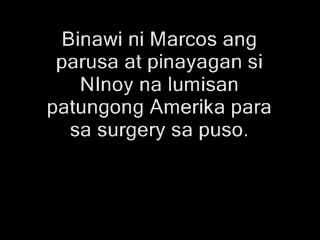 Binawi ni Marcos ang
parusa at pinayagan si
NInoy na lumisan
patungong Amerika para
sa surgery sa puso.